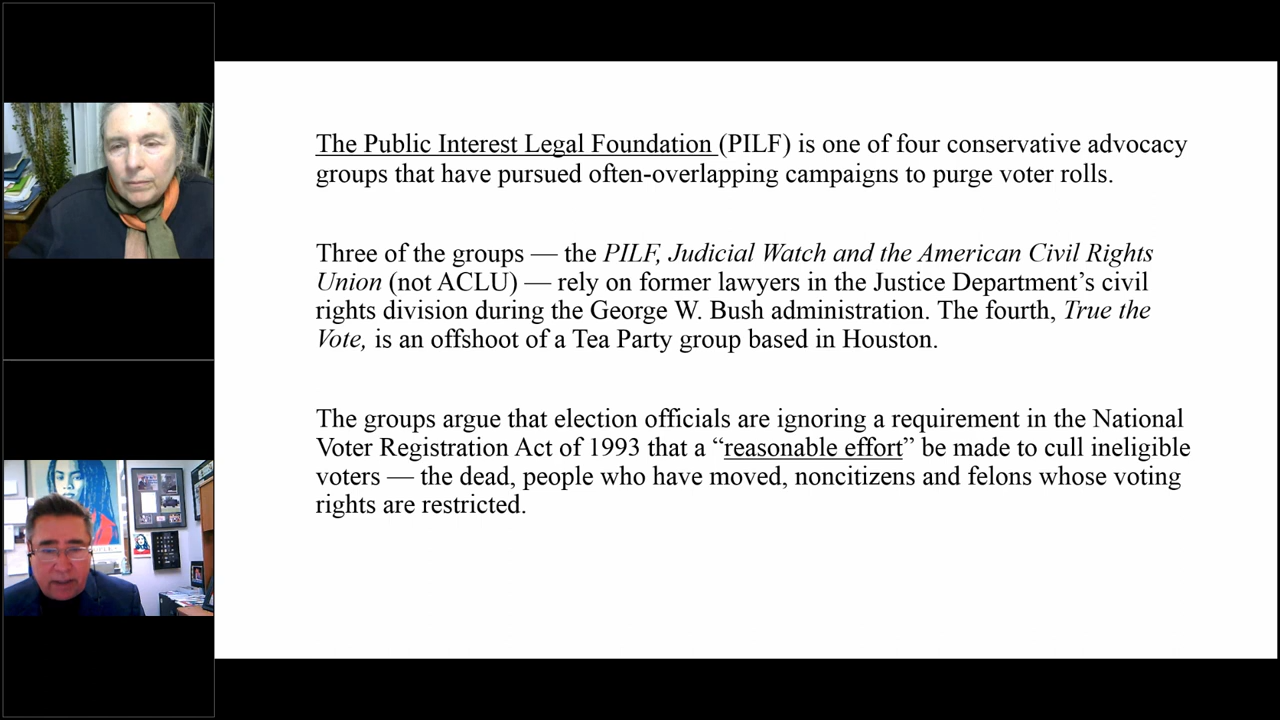 The Public Interest Legal Foundation (PILF) is one of four conservative advocacy
groups that have pursued often-overlapping campaigns to purge voter rolls.
Three of the groups — the PILF, Judicial Watch and the American Civil Rights
Union (not ACLU) — rely on former lawyers in the Justice Department’s civil
rights division during the George W. Bush administration. The fourth, True the
Vote, is an offshoot of a Tea Party group based in Houston.
The groups argue that election officials are ignoring a requirement in the National
Voter Registration Act of 1993 that a “reasonable effort” be made to cull ineligible
voters — the dead, people who have moved, noncitizens and felons whose voting
rights are restricted.